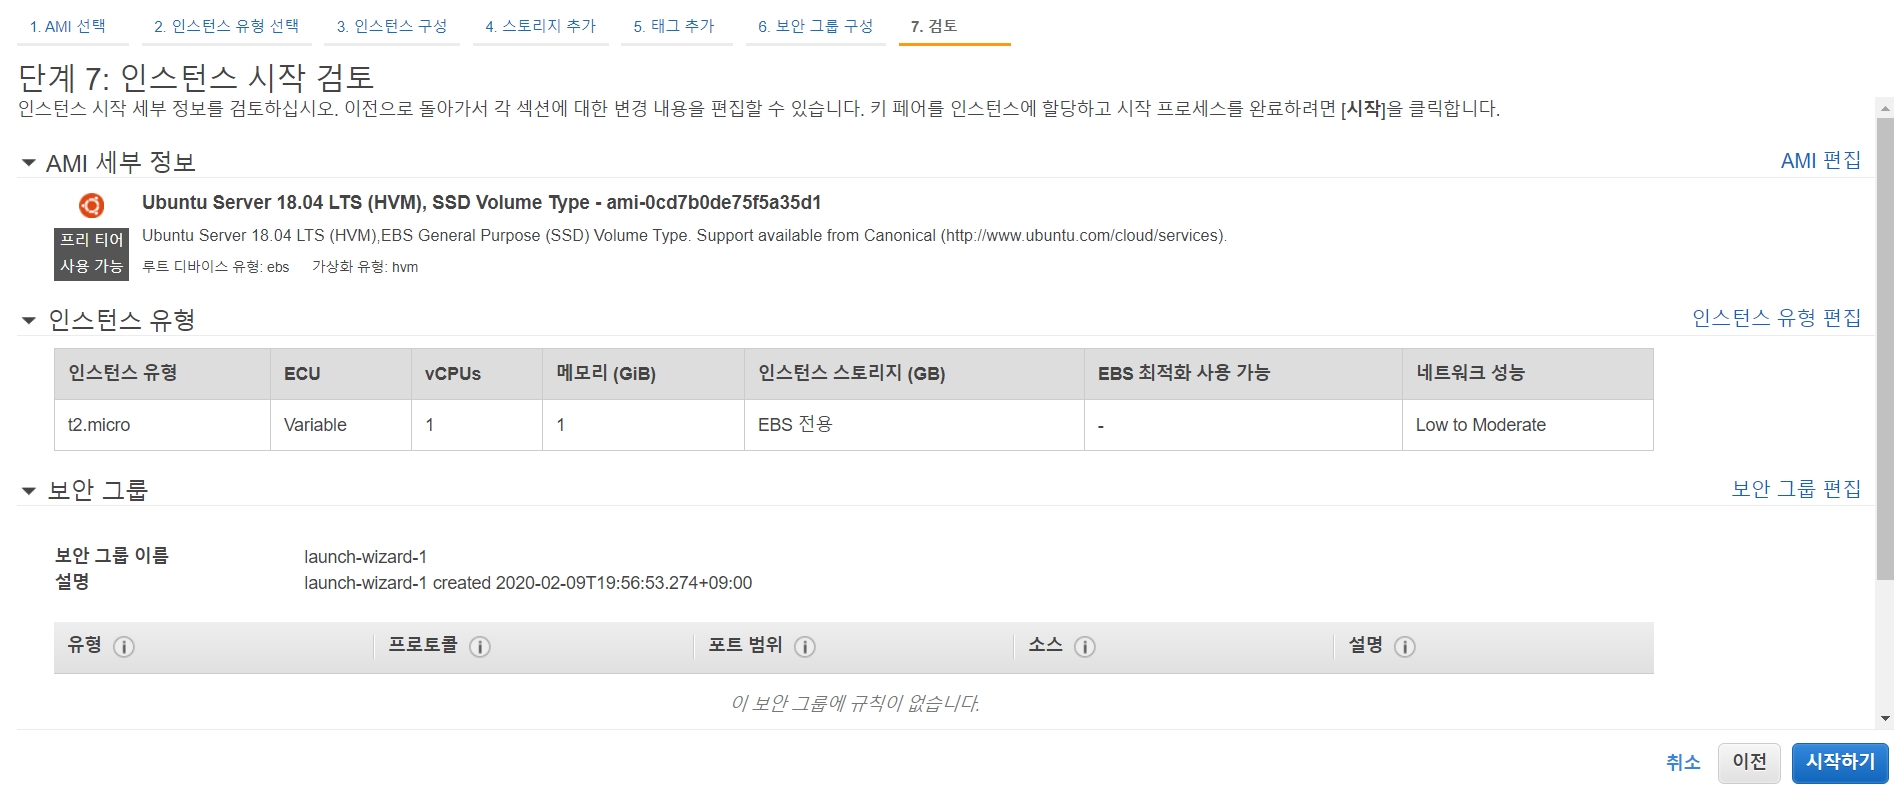 1. AMI 선택 2. 인스턴스 유형 선택 3. 인스턴스 구성 4. 스토리지 추가 5. 태그 추가 6. 보안 그룹 구성 7. 검토
단계 7: 인스턴스 시작 검토
인스턴스 시작 세부 정보를 검토하십시오. 이전으로 돌아가서 각 섹션에 대한 변경 내용을 편집할 수 있습니다. 키 페어를 인스턴스에 할당하고 시작 프로세스를 완료하려면 [시작]을 클릭합니다.
AMI 세부 정보 AMI 편집
Ubuntu Server 18.04 LTS (HVM), SSD Volume Type - ami-0cd7b0de75f5a35d1
프리 티어 Ubuntu Server 18.04 LTS (HVM),EBS General Purpose (SSD) Volume Type. Support available from Canonical (http://www.ubuntu.com/cloud/services).
사용 가능 루트 디바이스 유형: ebs 가상화 유형: hvm
인스턴스 유형 인스턴스 유형 편집
인스턴스 유형 ECU vCPUs 메모리 (GiB) 인스턴스 스토리지 (GB) EBS 최적화 사용 가능 네트워크 성능
t2.micro Variable 1 1 EBS 전용 - Low to Moderate
보안 그룹 보안 그룹 편집
보안 그룹 이름 launch-wizard-1
설명 launch-wizard-1 created 2020-02-09T19:56:53.274+09:00
유형 프로토콜 포트 범위 소스 설명
이 보안 그룹에 규칙이 없습니다.
취소 이전 시작하기